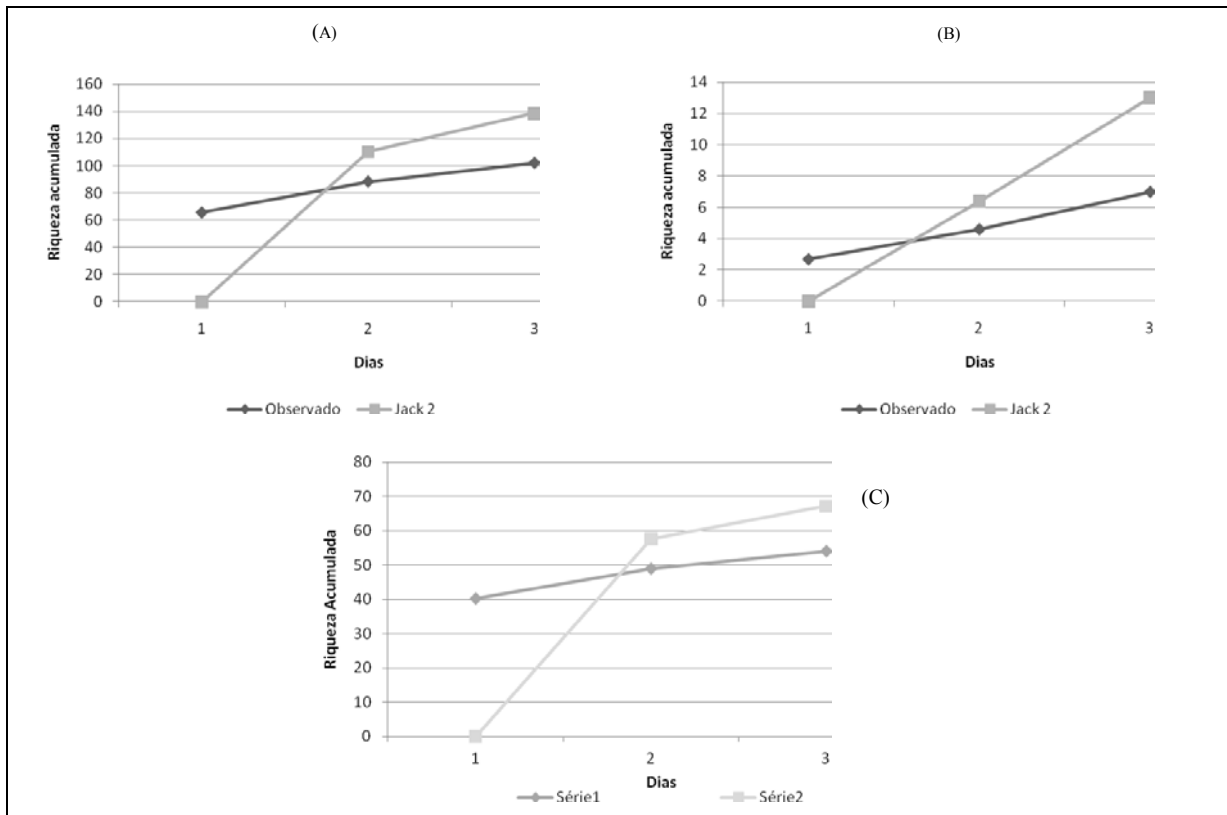 (A)
Riqueza acumulada
160
140
120
100
80
60
40
20
0
1 2 3
Dias
Observado Jack 2
(B)
Riqueza acumulada
14
12
10
8
6
4
2
0
1 2 3
Dias
Observado Jack 2
(C)
Riqueza Acumulada
80
70
60
50
40
30
20
10
0
1 2 3
Dias
Série1 Série2